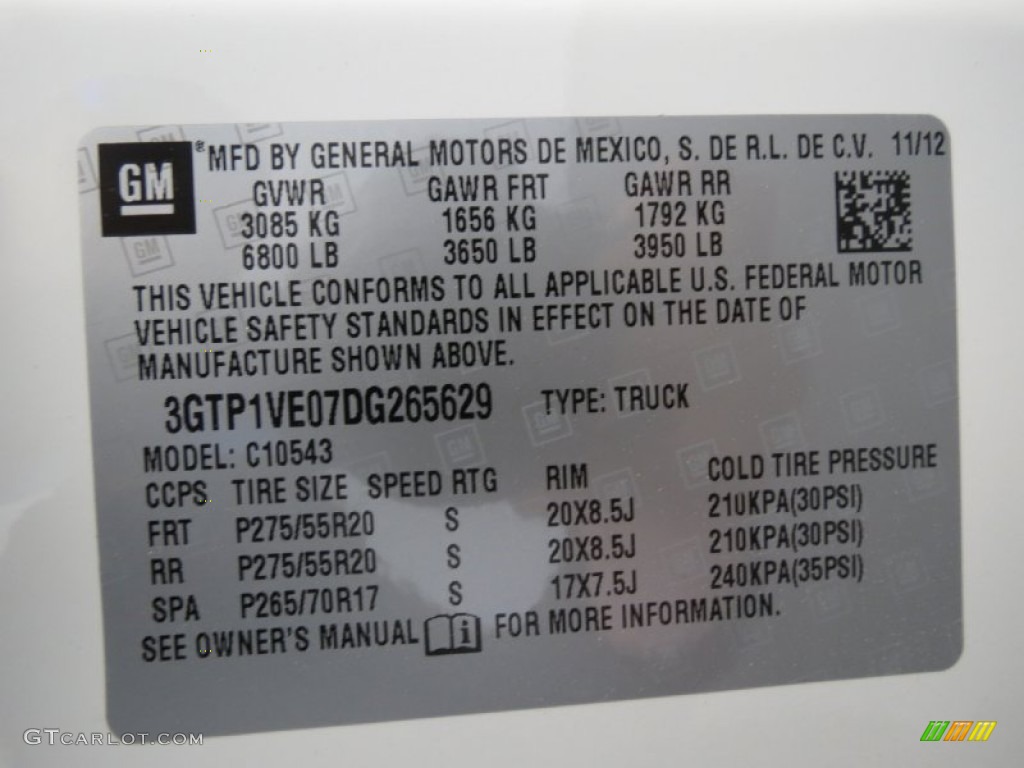 GM ® MFD BY GENERAL MOTORS DE MEXICO, S. DE R.L. DE C.V. 11/12
GVWR GAWR FRT GAWR RR
3085 KG 1656 KG 1792 KG
6800 LB 3650 LB 3950 LB
THIS VEHICLE CONFORMS TO ALL APPLICABLE U.S. FEDERAL MOTOR
VEHICLE SAFETY STANDARDS IN EFFECT ON THE DATE OF
MANUFACTURE SHOWN ABOVE.
3GTP1VE07DG265629 TYPE: TRUCK
MODEL: C10543
CCPS TIRE SIZE SPEED RTG RIM COLD TIRE PRESSURE
FRT P275/55R20 S 20X8.5J 210KPA(30PSI)
RR P275/55R20 S 20X8.5J 210KPA(30PSI)
SPA P265/70R17 S 17X7.5J 240KPA(35PSI)
SEE OWNER'S MANUAL FOR MORE INFORMATION.
GTCARLOT.COM